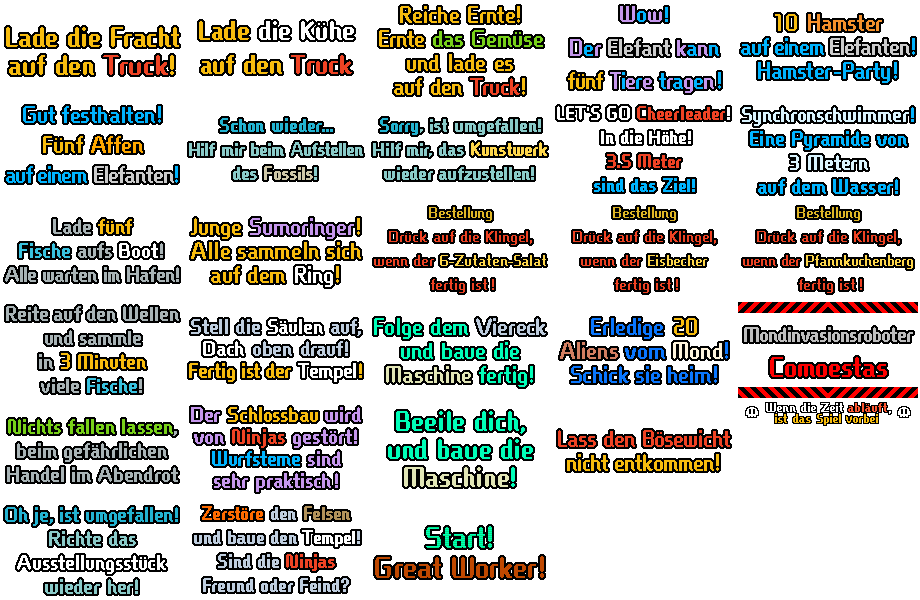 Lade die Fracht
auf den Truck!
Lade die Kühe
auf den Truck
Reiche Ernte!
Ernte das Gemüse
und lade es
auf den Truck!
Wow!
Der Elefant kann
fünf Tiere tragen!
10 Hamster
auf einem Elefanten!
Hamster-Party!
Gut festhalten!
Fünf Affen
auf einem Elefanten!
Schon wieder...
Hilf mir beim Aufstellen
des Fossils!
Sorry, ist umgefallen!
Hilf mir, das Kunstwerk
wieder aufzustellen!
LET'S GO Cheerleader!
In die Höhe!
3.5 Meter
sind das Ziel!
Synchronschwimmer!
Eine Pyramide von
3 Metern
auf dem Wasser!
Lade fünf
Fische aufs Boot!
Alle warten im Hafen!
Junge Sumoringer!
Alle sammeln sich
auf dem Ring!
Bestellung
Drück auf die Klingel,
wenn der 6-Zutaten-Salat
fertig ist!
Bestellung
Drück auf die Klingel,
wenn der Eisbecher
fertig ist!
Bestellung
Drück auf die Klingel,
wenn der Pfannkuchenberg
fertig ist!
Reite auf den Wellen
und sammle
in 3 Minuten
viele Fische!
Stell die Säulen auf,
Dach oben drauf!
Fertig ist der Tempel!
Folge dem Viereck
und baue die
Maschine fertig!
Erledige 20
Aliens vom Mond!
Schick sie heim!
Mondinvasionsroboter
Comoestas
Wenn die Zeit abläuft,
ist das Spiel vorbei
Nichts fallen lassen,
beim gefährlichen
Handel im Abendrot
Der Schlossbau wird
von Ninjas gestört!
Wurfsterne sind
sehr praktisch!
Beeile dich,
und baue die
Maschine!
Lass den Bösewicht
nicht entkommen!
Oh je, ist umgefallen!
Richte das
Ausstellungsstück
wieder her!
Zerstöre den Felsen
und baue den Tempel!
Sind die Ninjas
Freund oder Feind?
Start!
Great Worker!